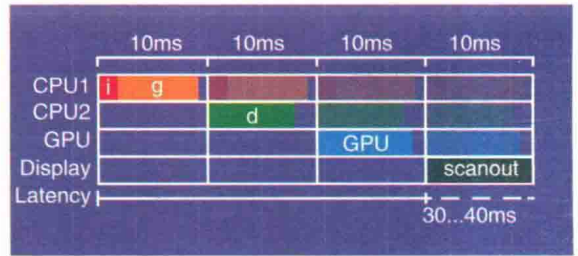 10ms 10ms 10ms 10ms
CPU1 i g
CPU2 d
GPU GPU
Display scanout
Latency
30...40ms